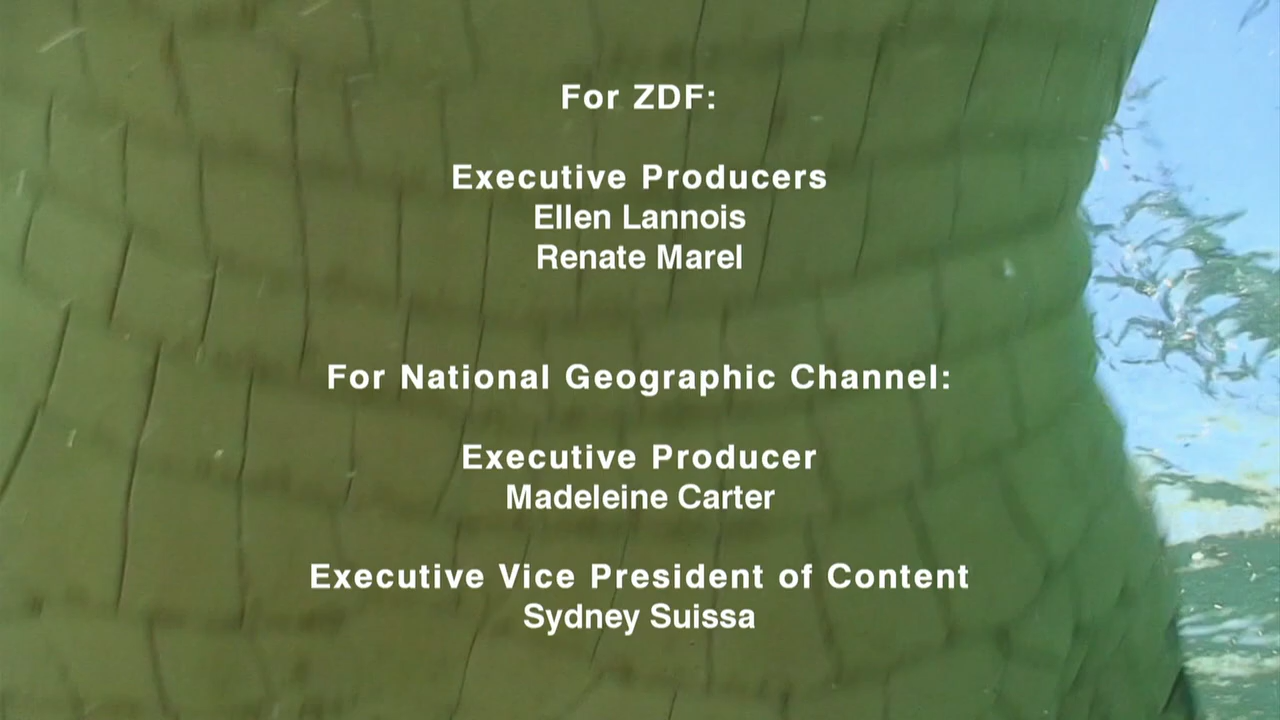 For ZDF:
Executive Producers
Ellen Lannois
Renate Marel
For National Geographic Channel:
Executive Producer
Madeleine Carter
Executive Vice President of Content
Sydney Suissa